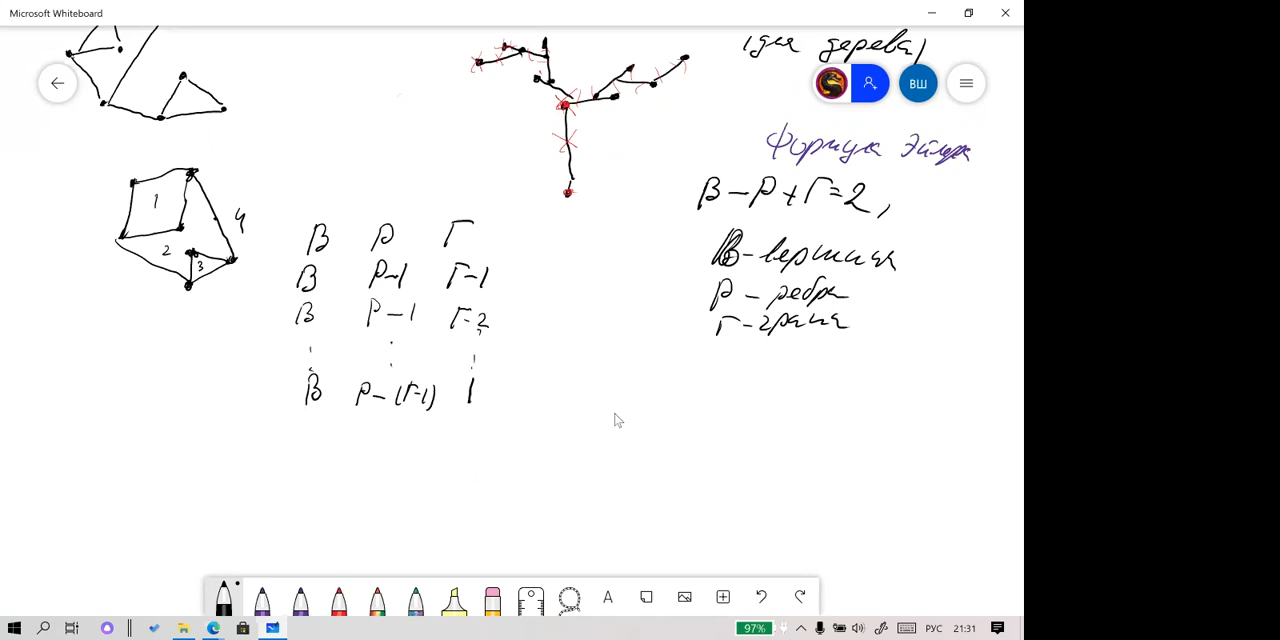 Microsoft Whiteboard
(для дерева)
ВШ
Формула Эйлера
В – Р + Г = 2,
В – вершина
Р – ребра
Г – грани
1
2
3
4
В Р Г
В Р–1 Г–1
В Р–1 Г–2
В Р–(Г–1) 1
97%
РУС
21:31